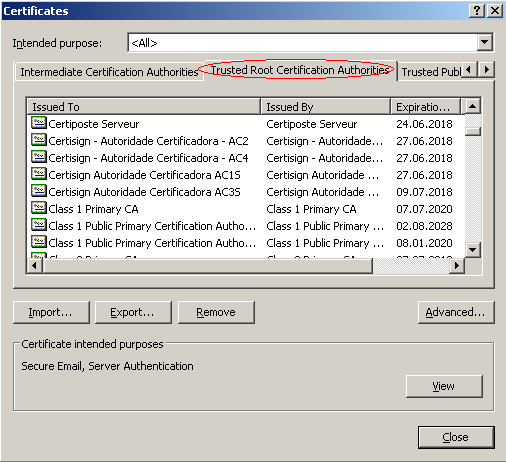 Certificates
Intended purpose: <All>
Intermediate Certification Authorities Trusted Root Certification Authorities Trusted Publ
Issued To Issued By Expiratio...
Certiposte Serveur Certiposte Serveur 24.06.2018
Certisign - Autoridade Certificadora - AC2 Certisign - Autoridade... 27.06.2018
Certisign - Autoridade Certificadora - AC4 Certisign - Autoridade... 27.06.2018
Certisign Autoridade Certificadora AC1S Certisign Autoridade ... 27.06.2018
Certisign Autoridade Certificadora AC3S Certisign Autoridade ... 09.07.2018
Class 1 Primary CA Class 1 Primary CA 07.07.2020
Class 1 Public Primary Certification Autho... Class 1 Public Primary ... 02.08.2028
Class 1 Public Primary Certification Autho... Class 1 Public Primary ... 08.01.2020
Import... Export... Remove Advanced...
Certificate intended purposes
Secure Email, Server Authentication
View
Close